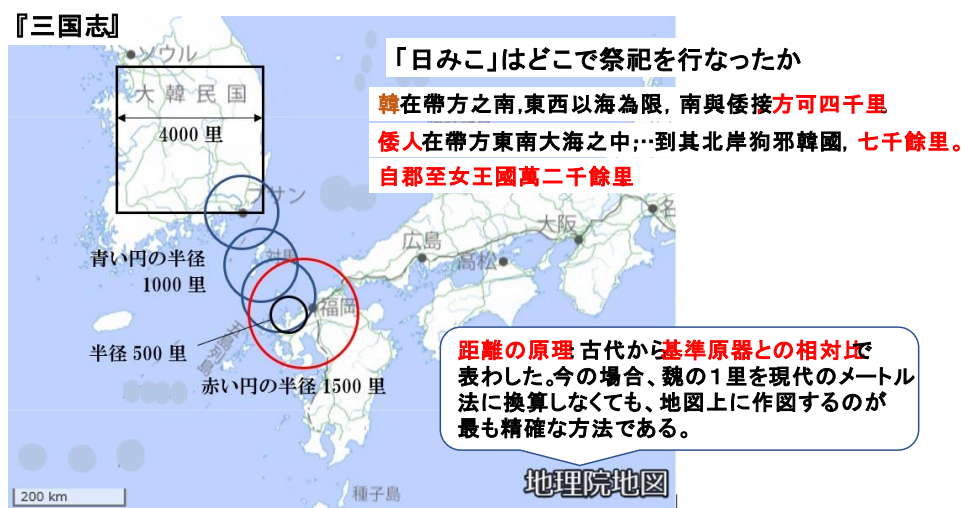 『三国志』
「日みこ」はどこで祭祀を行なったか
韓在帶方之南,東西以海為限, 南與倭接方可四千里。
倭人在帶方東南大海之中;‥到其北岸狗邪韓國, 七千餘里。
自郡至女王國萬二千餘里
ソウル
大韓民国
4000 里
プサン
青い円の半径
1000 里
対馬
福岡
半径 500 里
赤い円の半径 1500 里
広島
高松
大阪
名
距離の原理:古代から基準原器との相対比で
表わした。今の場合、魏の1里を現代のメートル
法に換算しなくても、地図上に作図するのが
最も精確な方法である。
地理院地図
種子島
200 km